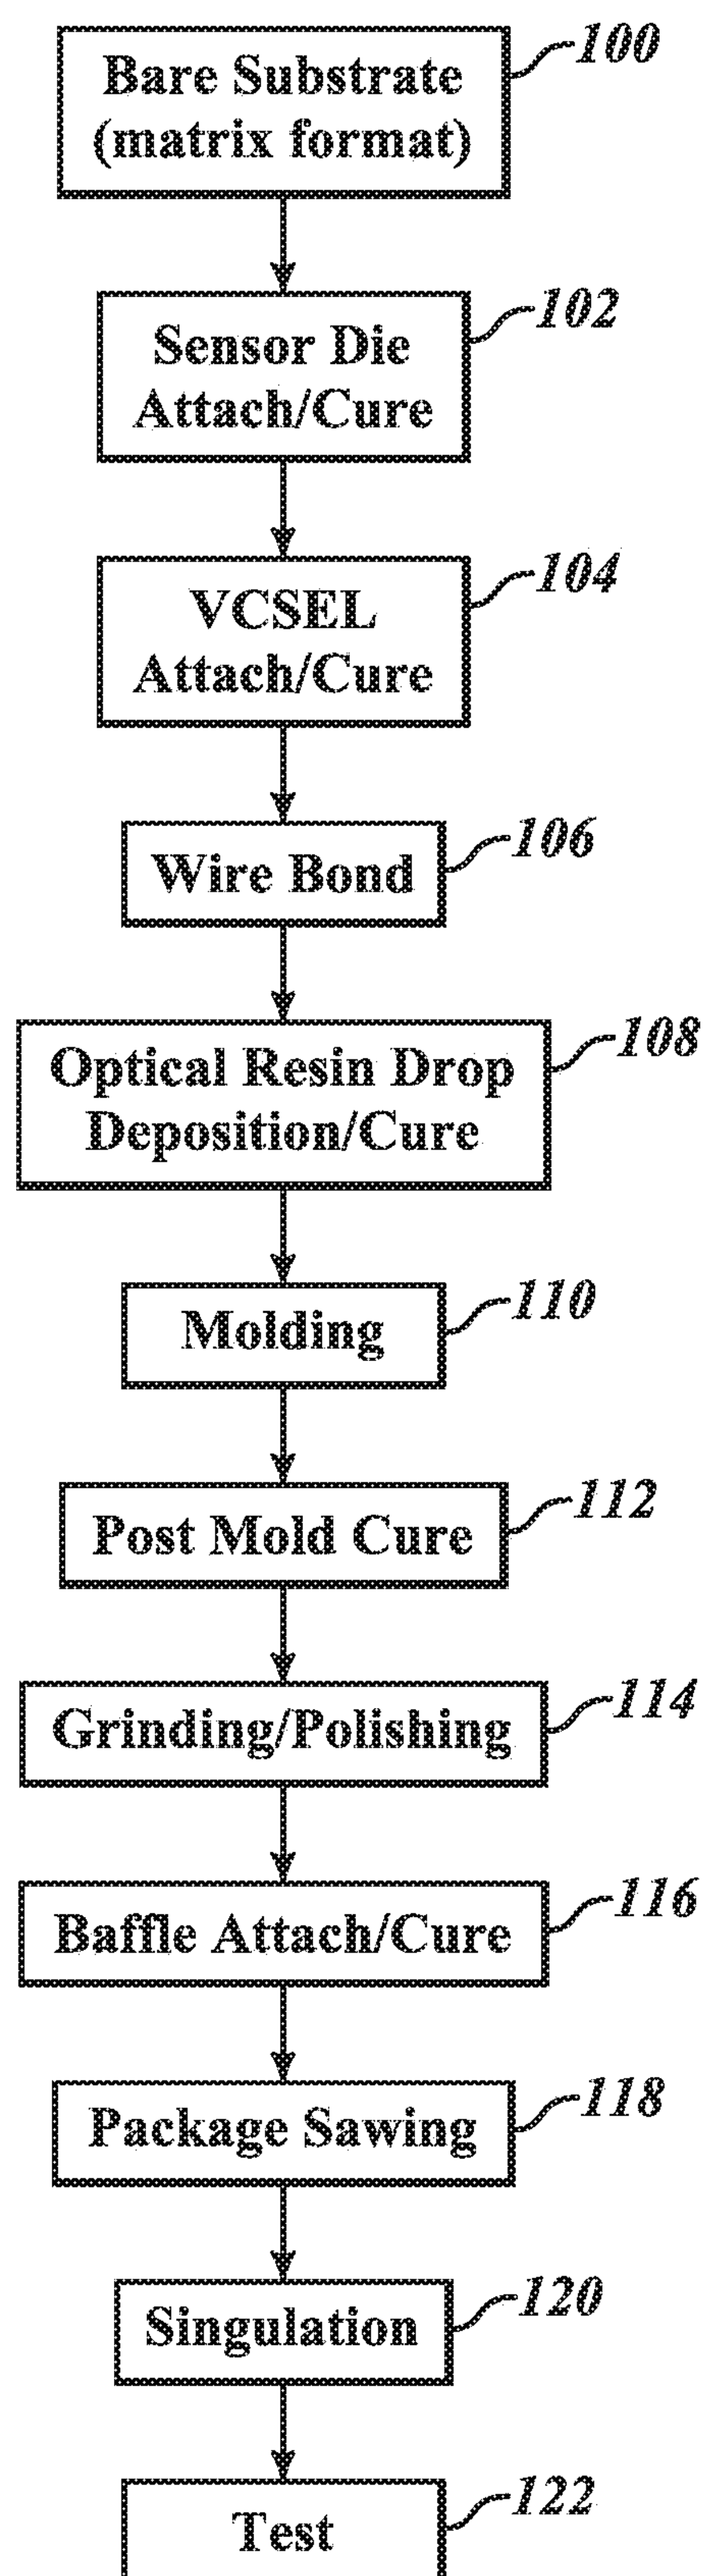 Bare Substrate
(matrix format)
100
Sensor Die
Attach/Cure
102
VCSEL
Attach/Cure
104
Wire Bond
106
Optical Resin Drop
Deposition/Cure
108
Molding
110
Post Mold Cure
112
Grinding/Polishing
114
Baffle Attach/Cure
116
Package Sawing
118
Singulation
120
Test
122